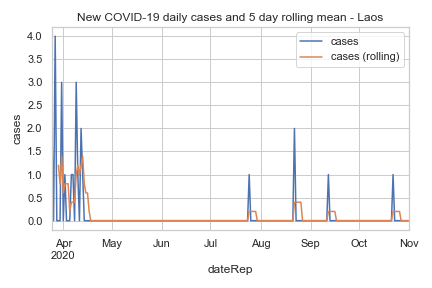 New COVID-19 daily cases and 5 day rolling mean - Laos
cases
cases (rolling)
4.0
3.5
3.0
2.5
2.0
1.5
1.0
0.5
0.0
cases
Apr May Jun Jul Aug Sep Oct Nov
2020
dateRep